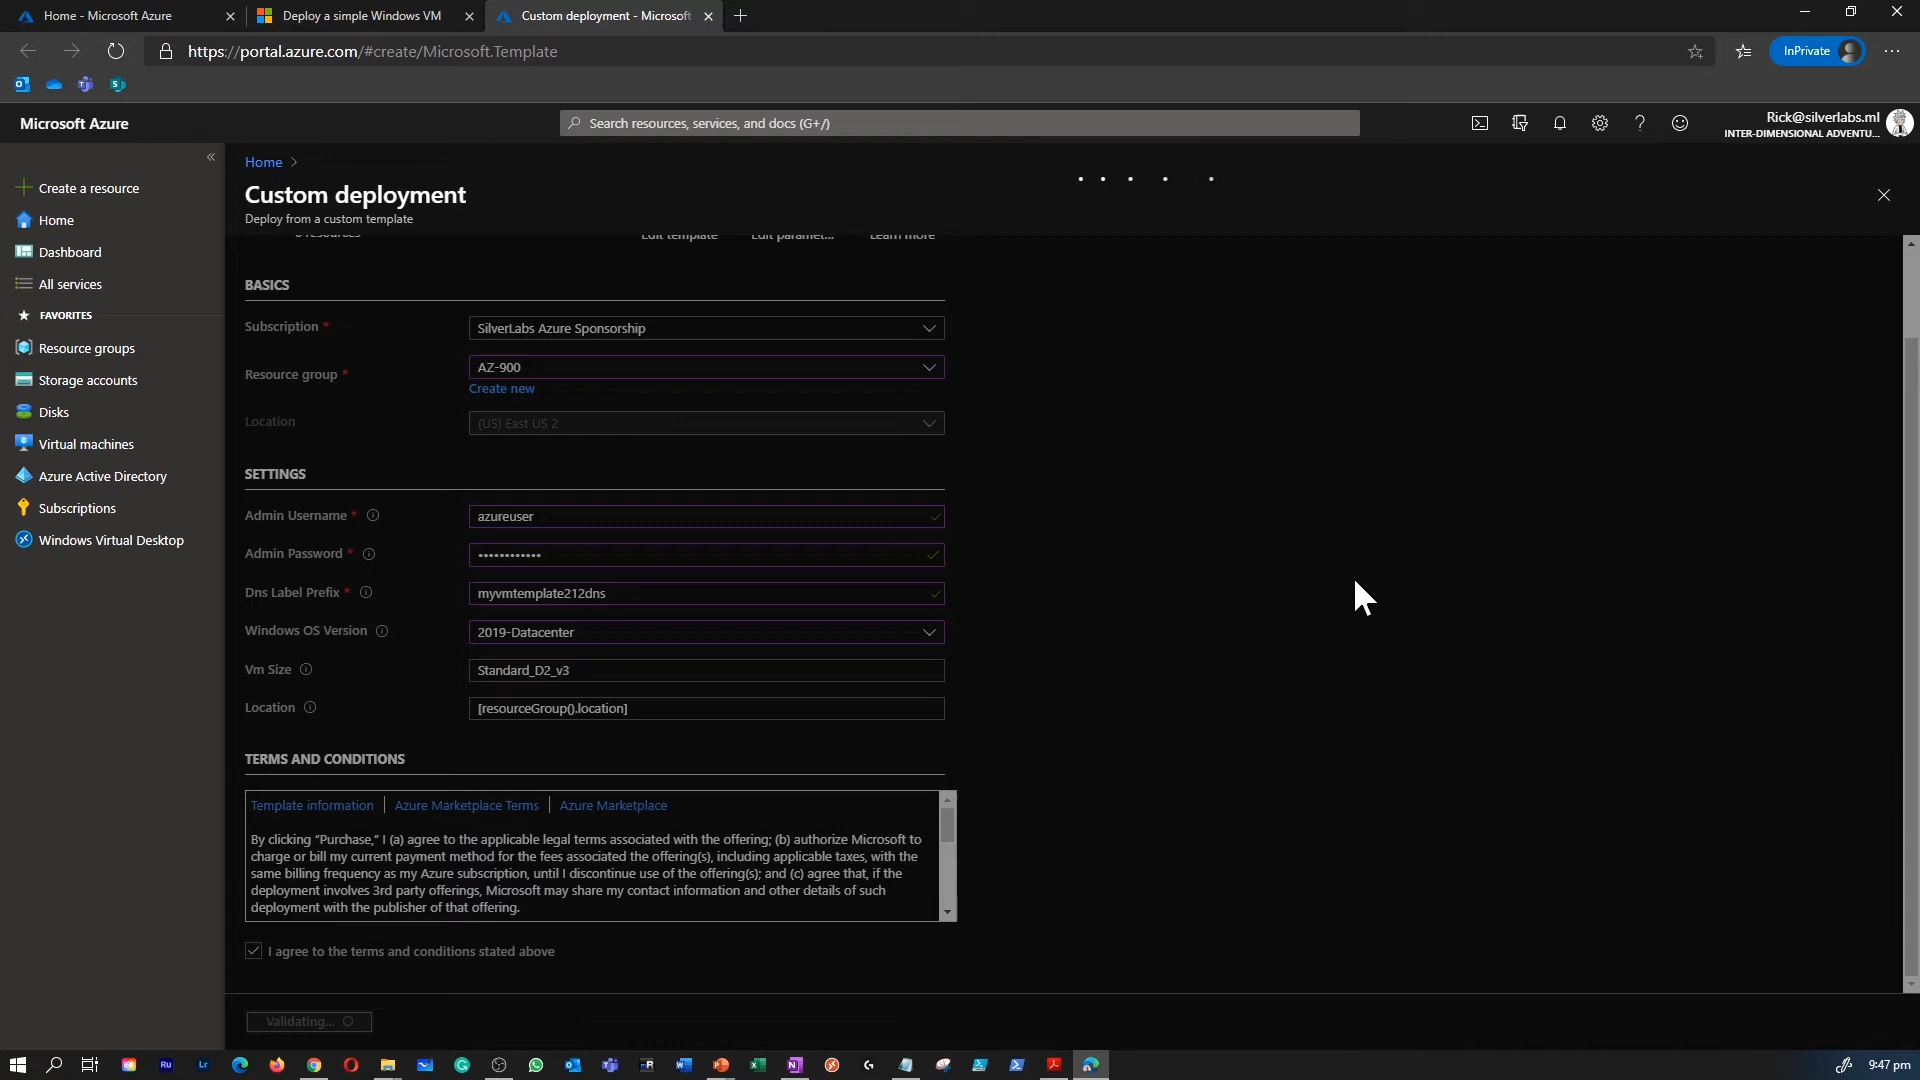 Home - Microsoft Azure
Deploy a simple Windows VM
Custom deployment - Microsoft
https://portal.azure.com/#create/Microsoft.Template
InPrivate
Microsoft Azure
Search resources, services, and docs (G+/)
Rick@silverlabs.ml
INTER-DIMENSIONAL ADVENTU...
Create a resource
Home
Dashboard
All services
FAVORITES
Resource groups
Storage accounts
Disks
Virtual machines
Azure Active Directory
Subscriptions
Windows Virtual Desktop
Home >
Custom deployment
Deploy from a custom template
Edit template
Edit paramet...
Learn more
BASICS
Subscription *
SilverLabs Azure Sponsorship
Resource group *
AZ-900
Create new
Location
(US) East US 2
SETTINGS
Admin Username *
azureuser
Admin Password *
••••••••••••
Dns Label Prefix *
myvmtemplate212dns
Windows OS Version
2019-Datacenter
Vm Size
Standard_D2_v3
Location
[resourceGroup().location]
TERMS AND CONDITIONS
Template information | Azure Marketplace Terms | Azure Marketplace
By clicking "Purchase," I (a) agree to the applicable legal terms associated with the offering; (b) authorize Microsoft to
charge or bill my current payment method for the fees associated the offering(s), including applicable taxes, with the
same billing frequency as my Azure subscription, until I discontinue use of the offering(s); and (c) agree that, if the
deployment involves 3rd party offerings, Microsoft may share my contact information and other details of such
deployment with the publisher of that offering.
I agree to the terms and conditions stated above
Validating...
9:47 pm